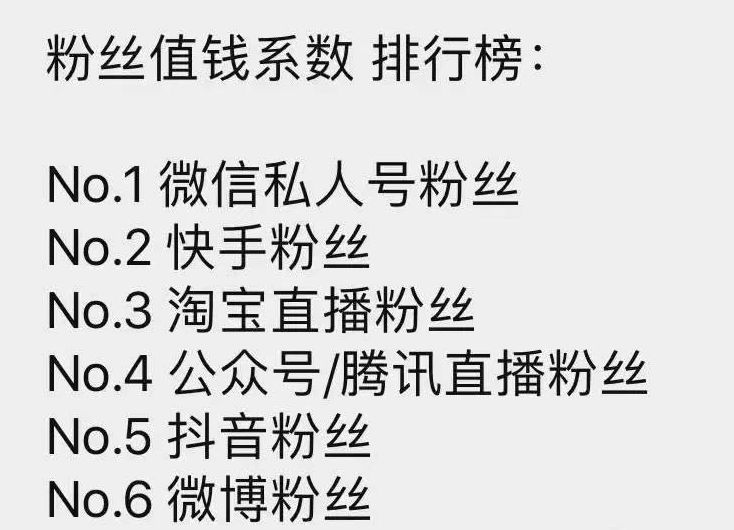 粉丝值钱系数 排行榜：
No.1 微信私人号粉丝
No.2 快手粉丝
No.3 淘宝直播粉丝
No.4 公众号/腾讯直播粉丝
No.5 抖音粉丝
No.6 微博粉丝